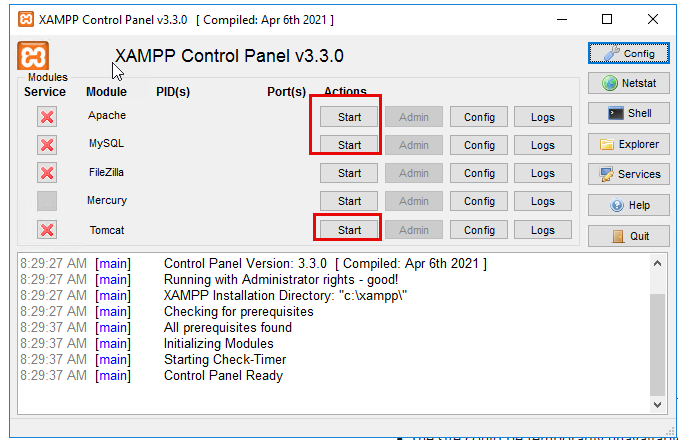 XAMPP Control Panel v3.3.0 [ Compiled: Apr 6th 2021 ]
XAMPP Control Panel v3.3.0
Config
Modules
Service Module PID(s) Port(s) Actions
Netstat
Apache Start Admin Config Logs
Shell
MySQL Start Admin Config Logs
Explorer
FileZilla Start Admin Config Logs
Services
Mercury Start Admin Config Logs
Help
Tomcat Start Admin Config Logs
Quit
8:29:27 AM [main] Control Panel Version: 3.3.0 [ Compiled: Apr 6th 2021 ]
8:29:27 AM [main] Running with Administrator rights - good!
8:29:27 AM [main] XAMPP Installation Directory: "c:\xampp\"
8:29:27 AM [main] Checking for prerequisites
8:29:37 AM [main] All prerequisites found
8:29:37 AM [main] Initializing Modules
8:29:37 AM [main] Starting Check-Timer
8:29:37 AM [main] Control Panel Ready